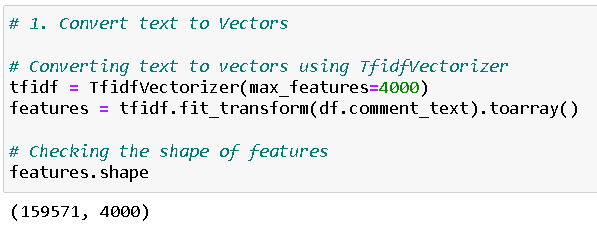 # 1. Convert text to Vectors
# Converting text to vectors using TfidfVectorizer
tfidf = TfidfVectorizer(max_features=4000)
features = tfidf.fit_transform(df.comment_text).toarray()
# Checking the shape of features
features.shape
(159571, 4000)